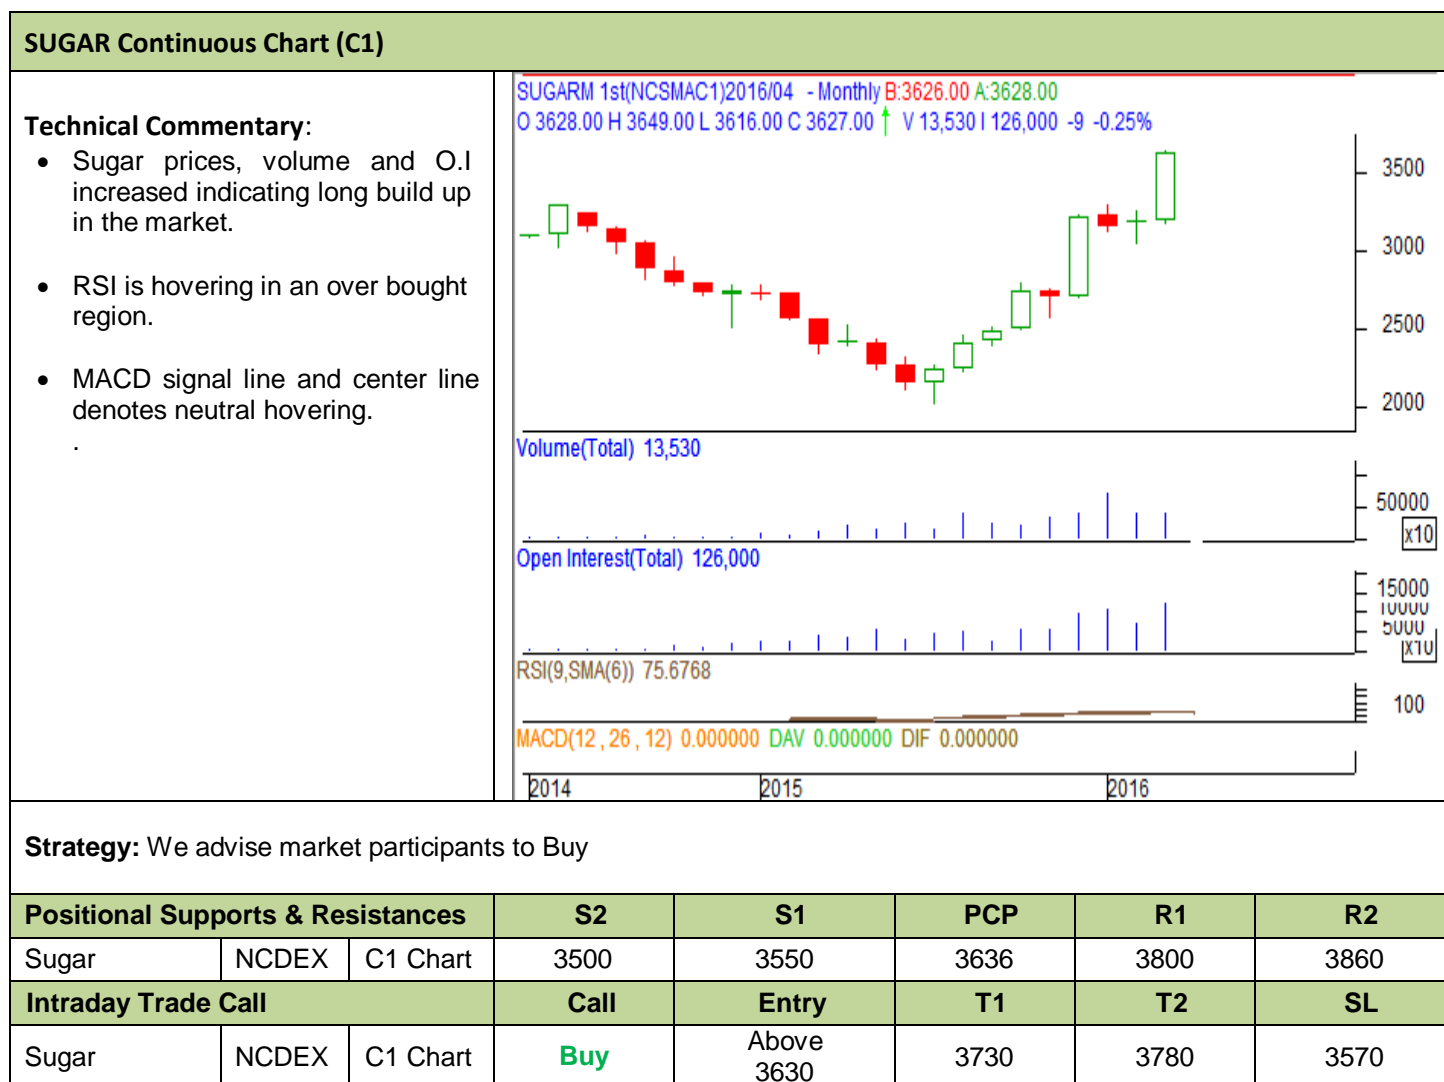 SUGAR Continuous Chart (C1)
Technical Commentary:
• Sugar prices, volume and O.I
increased indicating long build up
in the market.
• RSI is hovering in an over bought
region.
• MACD signal line and center line
denotes neutral hovering.
.
SUGARM 1st(NCSMAC1)2016/04 - Monthly B:3626.00 A:3628.00
O 3628.00 H 3649.00 L 3616.00 C 3627.00 V 13,530 I 126,000 -9 -0.25%
3500
3000
2500
2000
Volume(Total) 13,530
50000
x10
Open Interest(Total) 126,000
15000
10000
5000
x10
RSI(9,SMA(6)) 75.6768
100
MACD(12 , 26 , 12) 0.000000 DAV 0.000000 DIF 0.000000
2014 2015 2016
Strategy: We advise market participants to Buy
Positional Supports & Resistances S2 S1 PCP R1 R2
Sugar NCDEX C1 Chart 3500 3550 3636 3800 3860
Intraday Trade Call Call Entry T1 T2 SL
Sugar NCDEX C1 Chart Buy Above 3730 3780 3570
3630